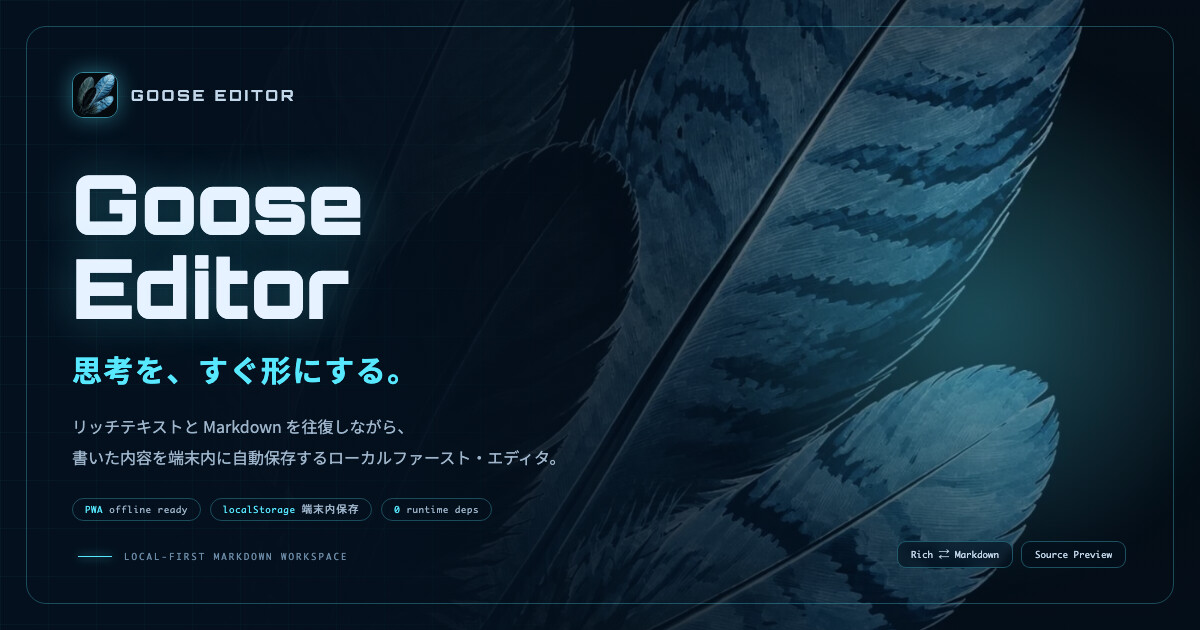 GOOSE EDITOR
Goose
Editor
思考を、すぐ形にする。
リッチテキストと Markdown を往復しながら、
書いた内容を端末内に自動保存するローカルファースト・エディタ。
PWA offline ready
localStorage 端末内保存
0 runtime deps
LOCAL-FIRST MARKDOWN WORKSPACE
Rich ⇄ Markdown
Source Preview